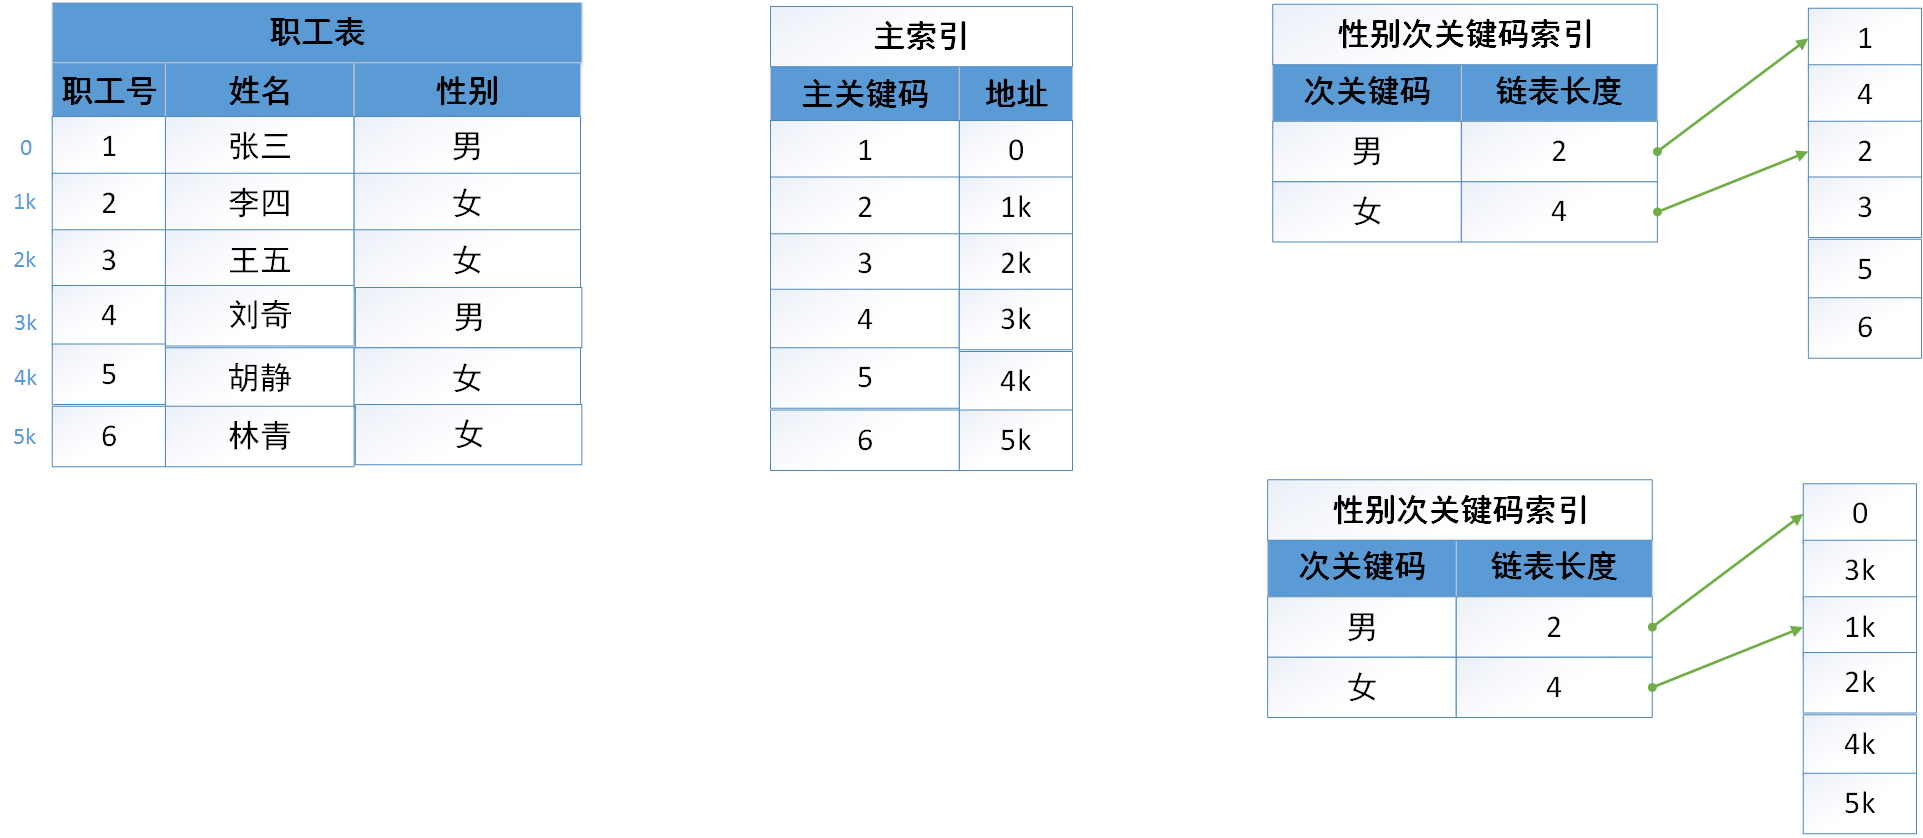 职工表
职工号 姓名 性别
0 1 张三 男
1k 2 李四 女
2k 3 王五 女
3k 4 刘奇 男
4k 5 胡静 女
5k 6 林青 女
主索引
主关键码 地址
1 0
2 1k
3 2k
4 3k
5 4k
6 5k
性别次关键码索引
次关键码 链表长度
男 2
女 4
1
4
2
3
5
6
性别次关键码索引
次关键码 链表长度
男 2
女 4
0
3k
1k
2k
4k
5k